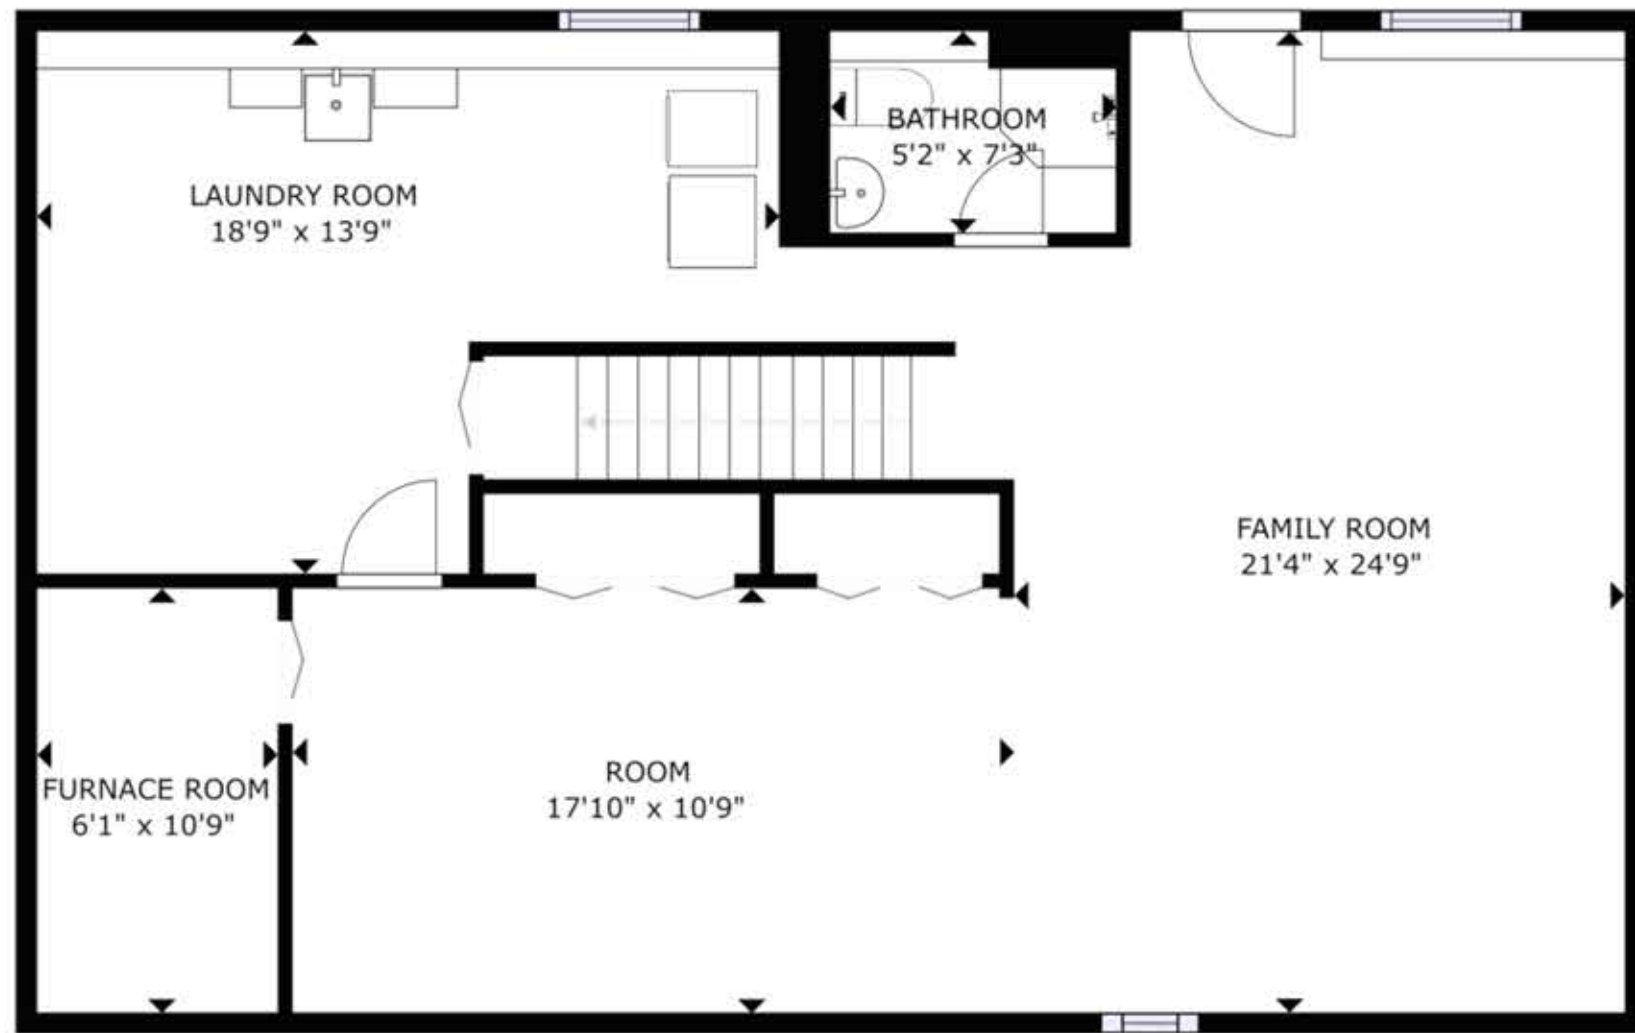 BATHROOM
5'2" x 7'3"
LAUNDRY ROOM
18'9" x 13'9"
FAMILY ROOM
21'4" x 24'9"
ROOM
17'10" x 10'9"
FURNACE ROOM
6'1" x 10'9"